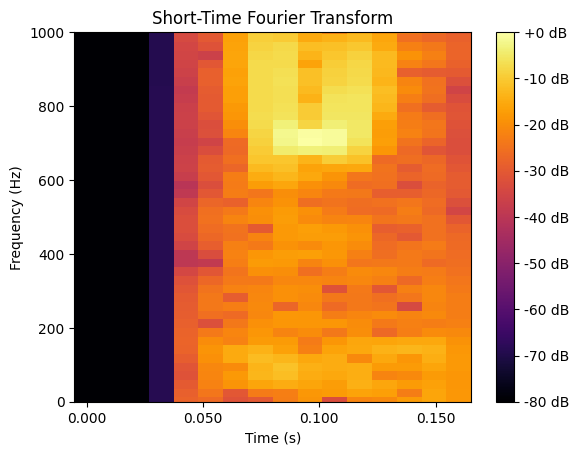 Short-Time Fourier Transform
1000
800
600
400
200
0
Frequency (Hz)
0.000
0.050
0.100
0.150
Time (s)
+0 dB
-10 dB
-20 dB
-30 dB
-40 dB
-50 dB
-60 dB
-70 dB
-80 dB